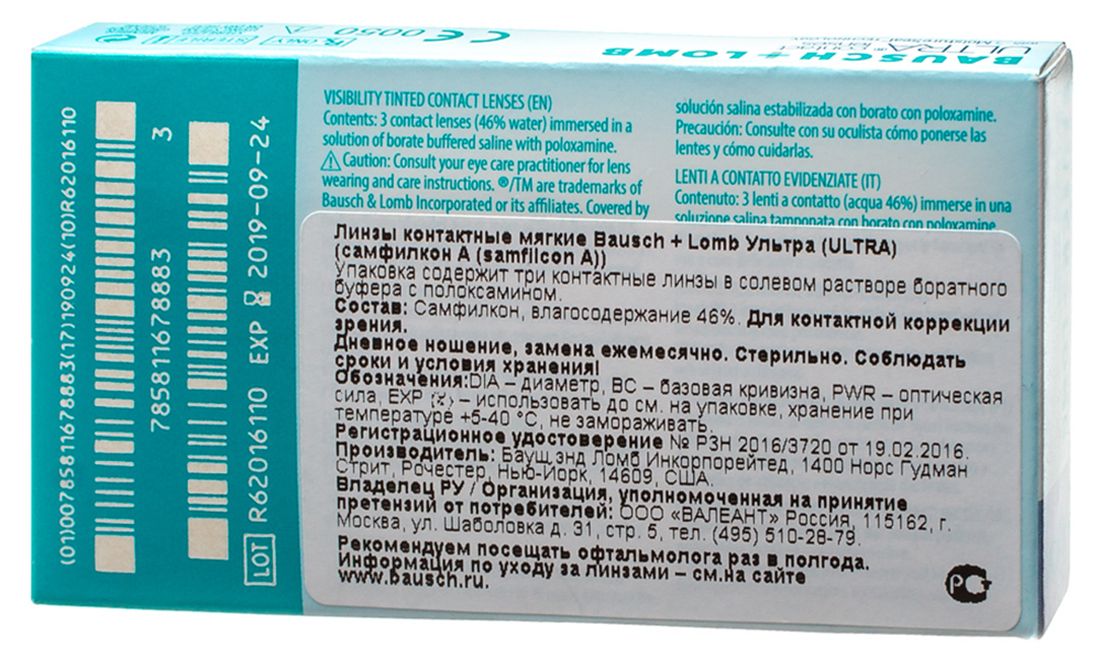 BAUSCH + LOMB
ULTRA®
CE0050
Rx ONLY
STERILE
VISIBILITY TINTED CONTACT LENSES (EN)
Contents: 3 contact lenses (46% water) immersed in a
solution of borate buffered saline with poloxamine.
⚠ Caution: Consult your eye care practitioner for lens
wearing and care instructions. ®/TM are trademarks of
Bausch & Lomb Incorporated or its affiliates. Covered by
solución salina estabilizada con borato con poloxamine.
Precaución: Consulte con su oculista cómo ponerse las
lentes y cómo cuidarlas.
LENTI A CONTATTO EVIDENZIATE (IT)
Contenuto: 3 lenti a contatto (acqua 46%) immerse in una
soluzione salina tamponata con borato con poloxamine.
Линзы контактные мягкие Bausch + Lomb Ультра (ULTRA)
(самфилкон А (samfilcon A))
Упаковка содержит три контактные линзы в солевом растворе боратного
буфера с полоксамином.
Состав: Самфилкон, влагосодержание 46%. Для контактной коррекции
зрения.
Дневное ношение, замена ежемесячно. Стерильно. Соблюдать
сроки и условия хранения!
Обозначения:DIA – диаметр, BC – базовая кривизна, PWR – оптическая
сила, EXP – использовать до см. на упаковке, хранение при
температуре +5-40 °C, не замораживать.
Регистрационное удостоверение № РЗН 2016/3720 от 19.02.2016.
Производитель: Бауш энд Ломб Инкорпорейтед, 1400 Норс Гудман
Стрит, Рочестер, Нью-Йорк, 14609, США.
Владелец РУ / Организация, уполномоченная на принятие
претензий от потребителей: ООО «ВАЛЕАНТ» Россия, 115162, г.
Москва, ул. Шаболовка д. 31, стр. 5, тел. (495) 510-28-79.
Рекомендуем посещать офтальмолога раз в полгода.
Информация по уходу за линзами – см.на сайте
www.bausch.ru.
РСт
(01)00785811678883(17)190924(10)R62016110
785811678883 3
LOT R62016110 EXP 2019-09-24